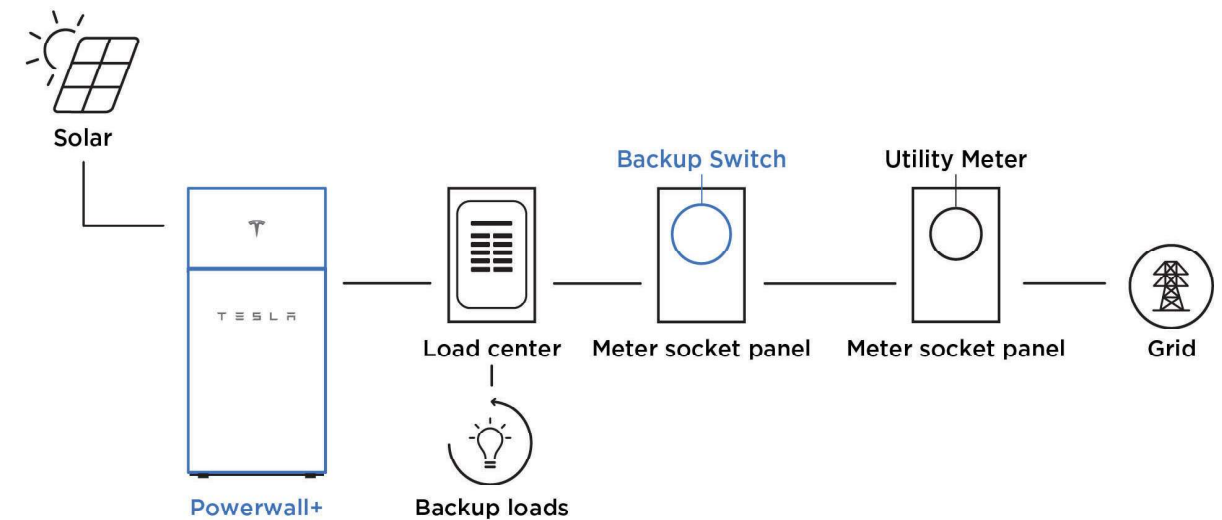 Solar
Backup Switch
Utility Meter
TESLA
Load center
Meter socket panel
Meter socket panel
Grid
Powerwall+
Backup loads